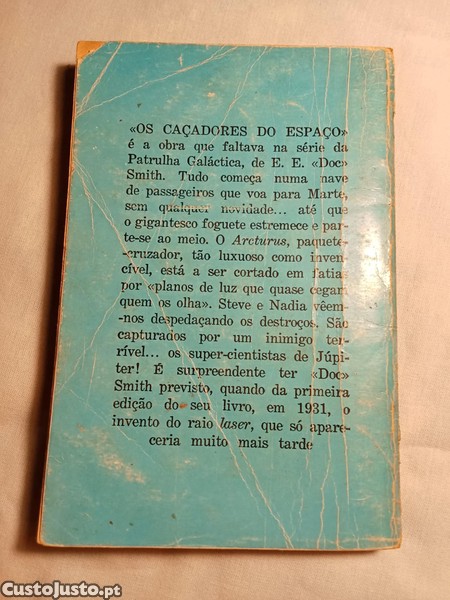 «OS CAÇADORES DO ESPAÇO»
é a obra que faltava na série da
Patrulha Galáctica, de E. E. «Doc»
Smith. Tudo começa numa nave
de passageiros que voa para Marte,
sem qualquer novidade... até que
o gigantesco foguete estremece e par-
te-se ao meio. O Arcturus, paquete-
-cruzador, tão luxuoso como inven-
cível, está a ser cortado em fatias
por «planos de luz que quase cegam
quem os olha». Steve e Nadia vêem-
-nos despedaçando os destroços. São
capturados por um inimigo ter-
rível... os super-cientistas de Júpi-
ter! É surpreendente ter «Doc»
Smith previsto, quando da primeira
edição do seu livro, em 1931, o
invento do raio laser, que só apare-
ceria muito mais tarde
CustoJusto.pt